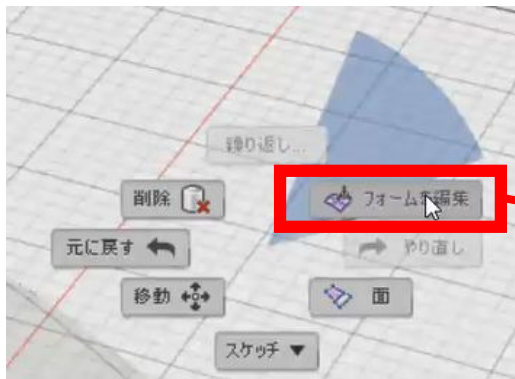 繰り返し...
削除
フォームを編集
元に戻す
やり直し
移動
面
スケッチ